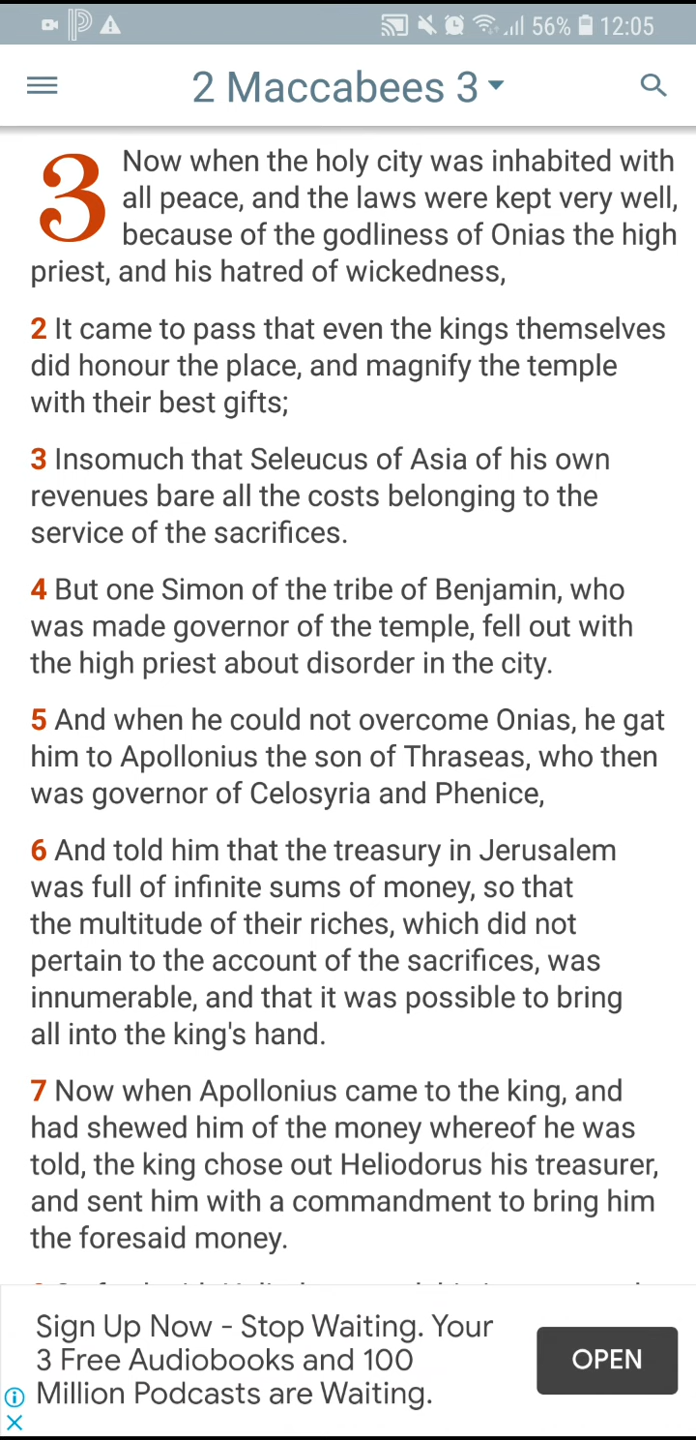 56% 12:05
2 Maccabees 3
3 Now when the holy city was inhabited with
all peace, and the laws were kept very well,
because of the godliness of Onias the high
priest, and his hatred of wickedness,
2 It came to pass that even the kings themselves
did honour the place, and magnify the temple
with their best gifts;
3 Insomuch that Seleucus of Asia of his own
revenues bare all the costs belonging to the
service of the sacrifices.
4 But one Simon of the tribe of Benjamin, who
was made governor of the temple, fell out with
the high priest about disorder in the city.
5 And when he could not overcome Onias, he gat
him to Apollonius the son of Thraseas, who then
was governor of Celosyria and Phenice,
6 And told him that the treasury in Jerusalem
was full of infinite sums of money, so that
the multitude of their riches, which did not
pertain to the account of the sacrifices, was
innumerable, and that it was possible to bring
all into the king's hand.
7 Now when Apollonius came to the king, and
had shewed him of the money whereof he was
told, the king chose out Heliodorus his treasurer,
and sent him with a commandment to bring him
the foresaid money.
Sign Up Now - Stop Waiting. Your
3 Free Audiobooks and 100
Million Podcasts are Waiting.
OPEN